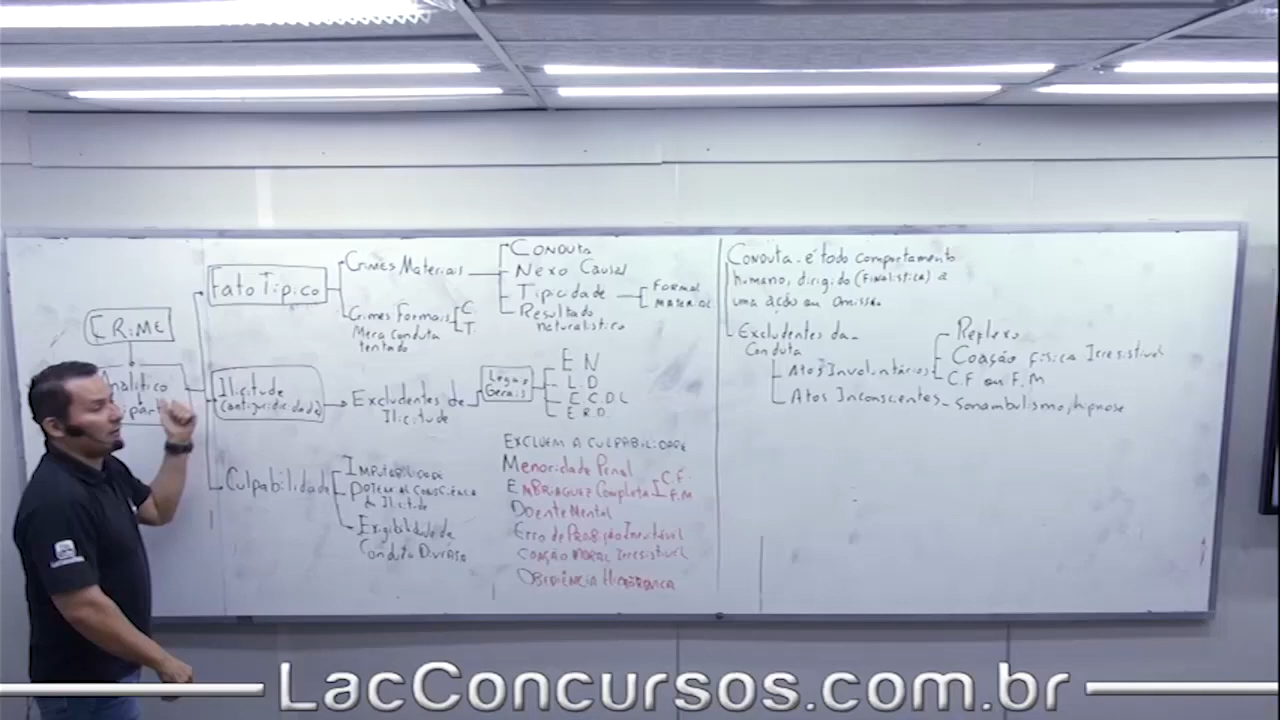 CRIME
Analítico
Fato Típico
Crimes Materiais
Conduta
Nexo Causal
Tipicidade
Formal
Material
Resultado
naturalístico
Crimes Formais
Mera conduta
tentado
C.
T.
Ilicitude
(antijuridicidade)
Excludentes de
Ilicitude
Legais
Gerais
E N
L.D
E.C.D.L
E.R.D.
Culpabilidade
Imputabilidade
Potencial consciência
da Ilicitude
Exigibilidade de
Conduta Diversa
EXCLUEM A CULPABILIDADE
Menoridade Penal
Embriaguez Completa
C.F.
F.M
Doente Mental
Erro de Proibição Inevitável
Coação Moral Irresistível
Obediência Hierárquica
Conduta - é todo comportamento
humano, dirigido (finalística) a
uma ação ou omissão
Excludentes da
Conduta
Atos Involuntários
Reflexo
Coação física Irresistível
C.F ou F.M
Atos Inconscientes - sonambulismo, hipnose
LacConcursos.com.br